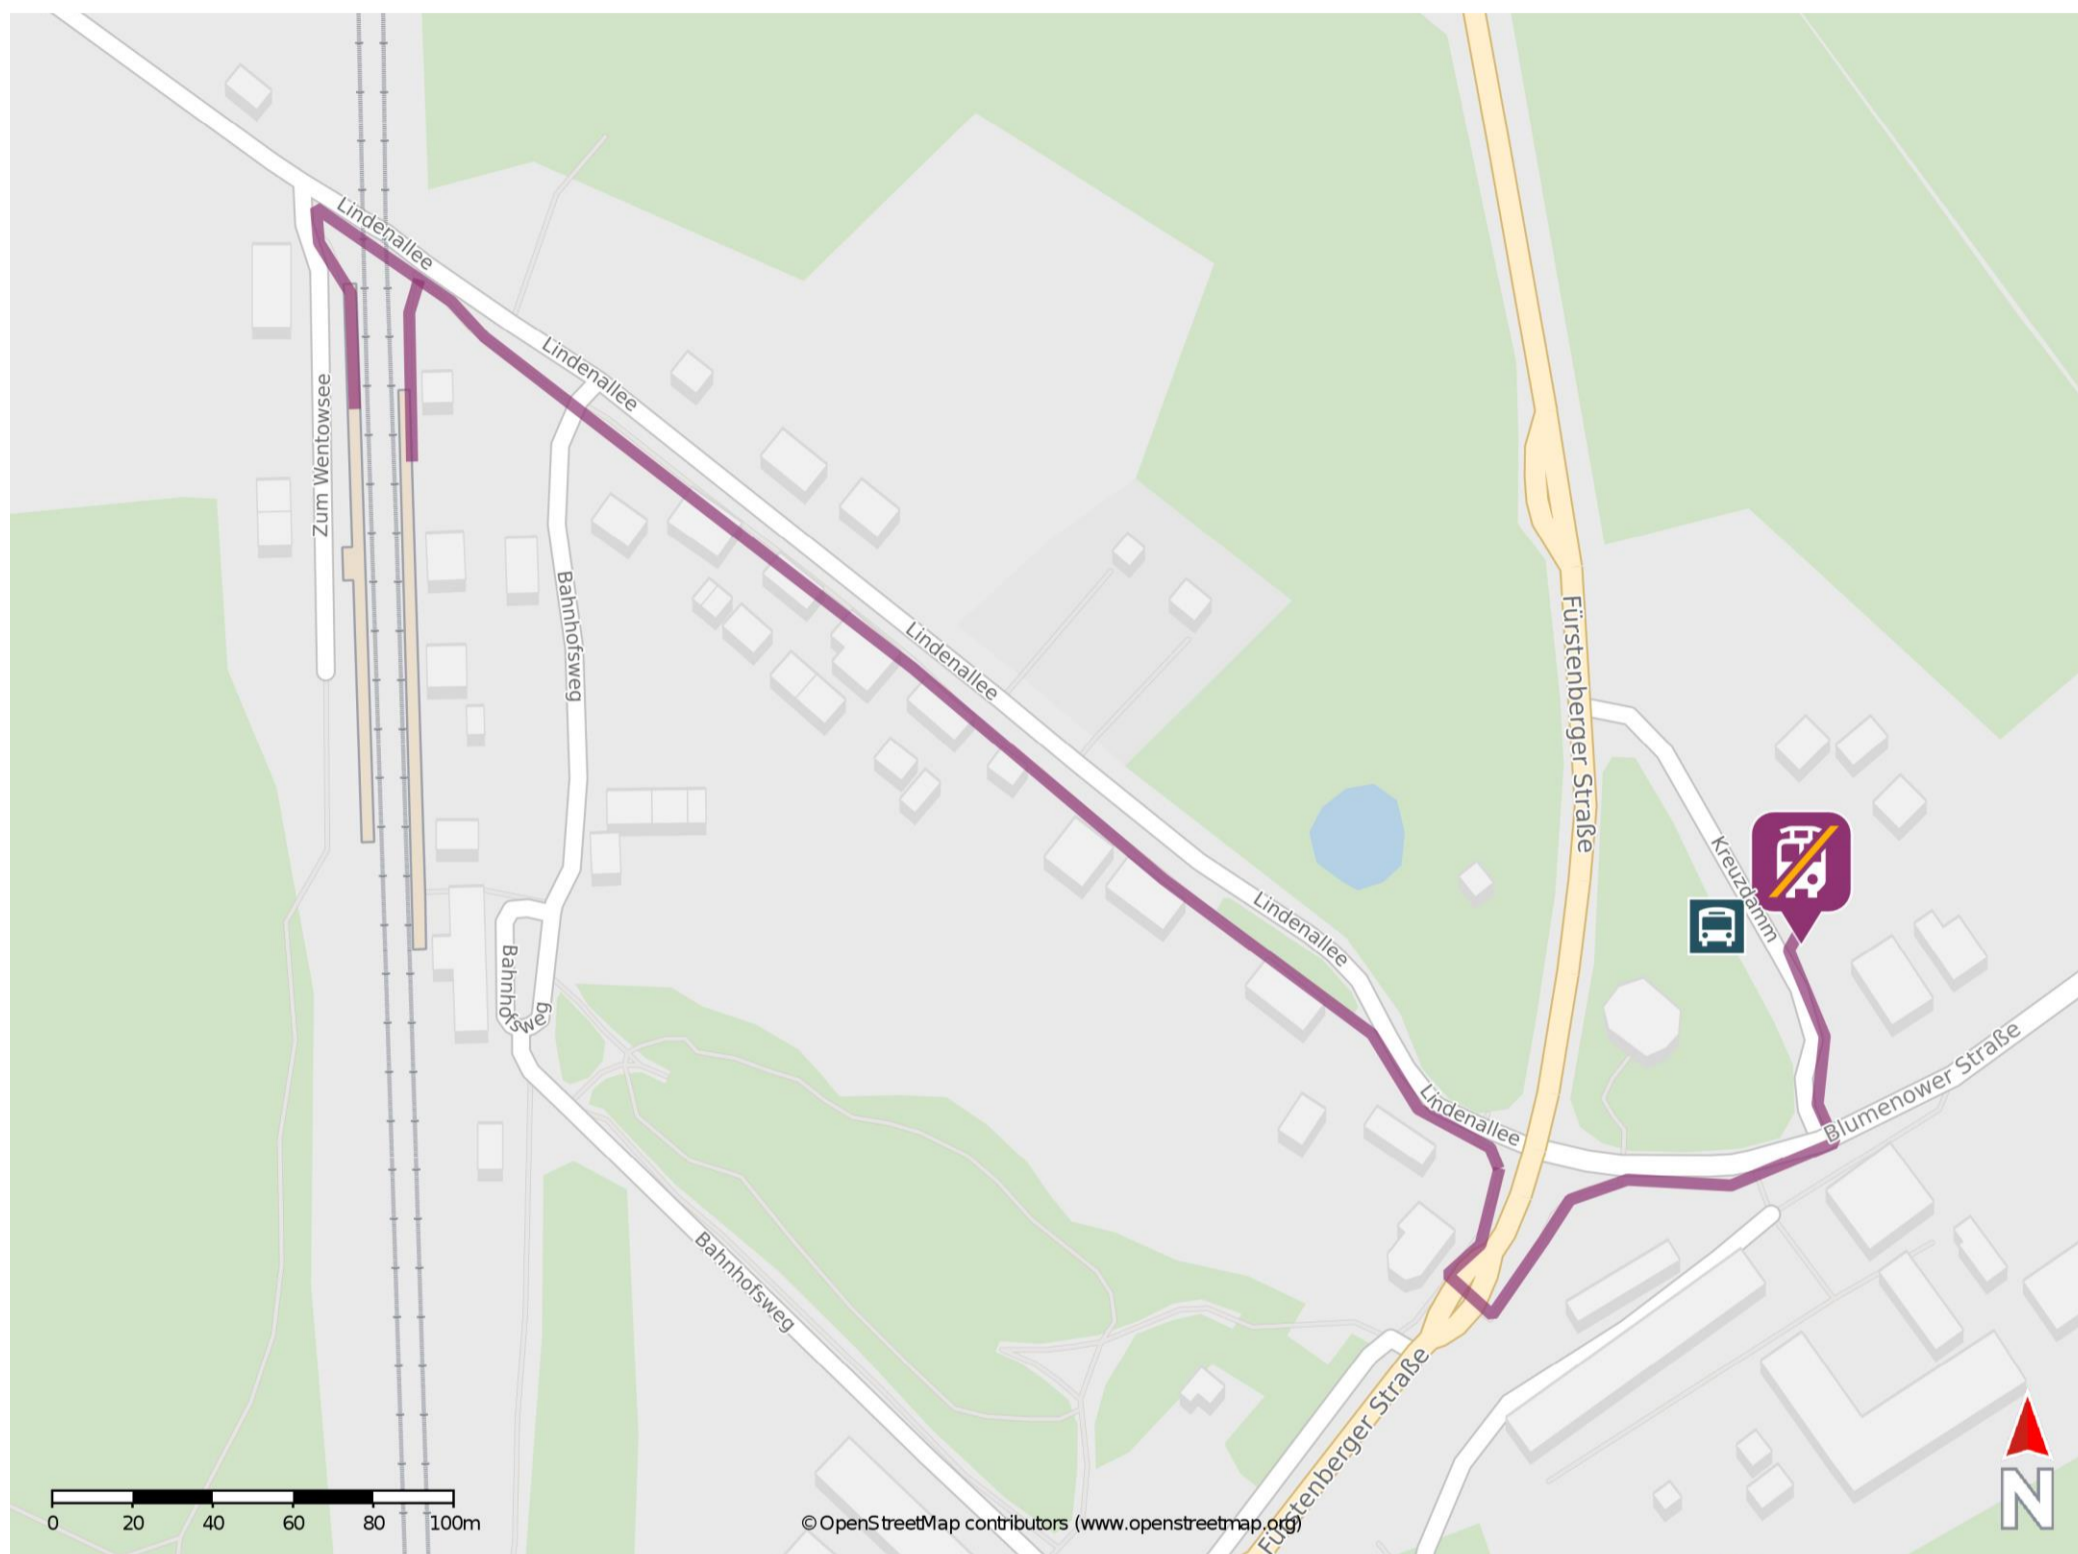 Lindenallee
Lindenallee
Zum Wentowsee
Bahnhofsweg
Lindenallee
Fürstenberger Straße
Kreuzdamm
Lindenallee
Bahnhofsweg
Blumenower Straße
Lindenallee
Bahnhofsweg
Fürstenberger Straße
N
0 20 40 60 80 100m
© OpenStreetMap contributors (www.openstreetmap.org)